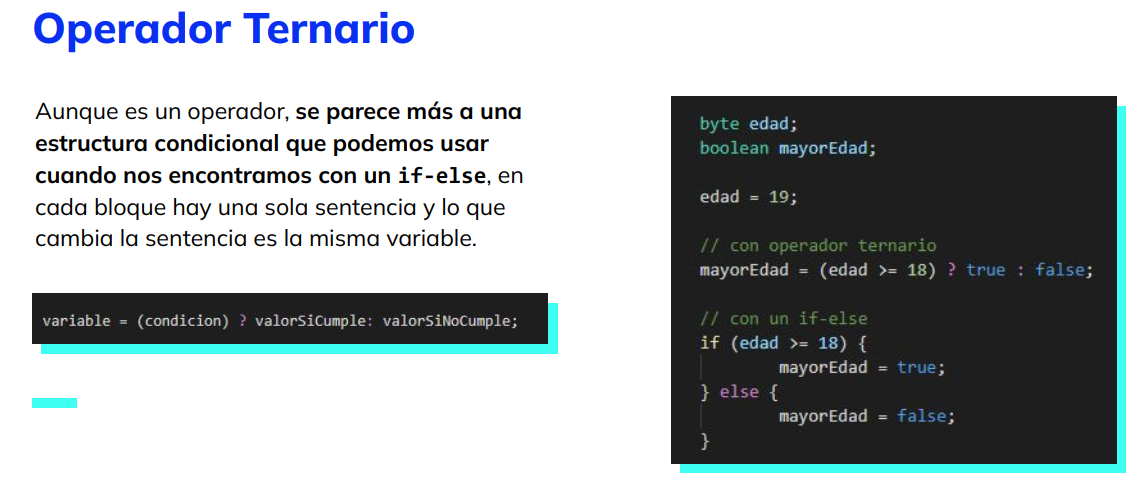 Operador Ternario
Aunque es un operador, se parece más a una
estructura condicional que podemos usar
cuando nos encontramos con un if-else, en
cada bloque hay una sola sentencia y lo que
cambia la sentencia es la misma variable.
variable = (condicion) ? valorSiCumple: valorSiNoCumple;
byte edad;
boolean mayorEdad;
edad = 19;
// con operador ternario
mayorEdad = (edad >= 18) ? true : false;
// con un if-else
if (edad >= 18) {
mayorEdad = true;
} else {
mayorEdad = false;
}